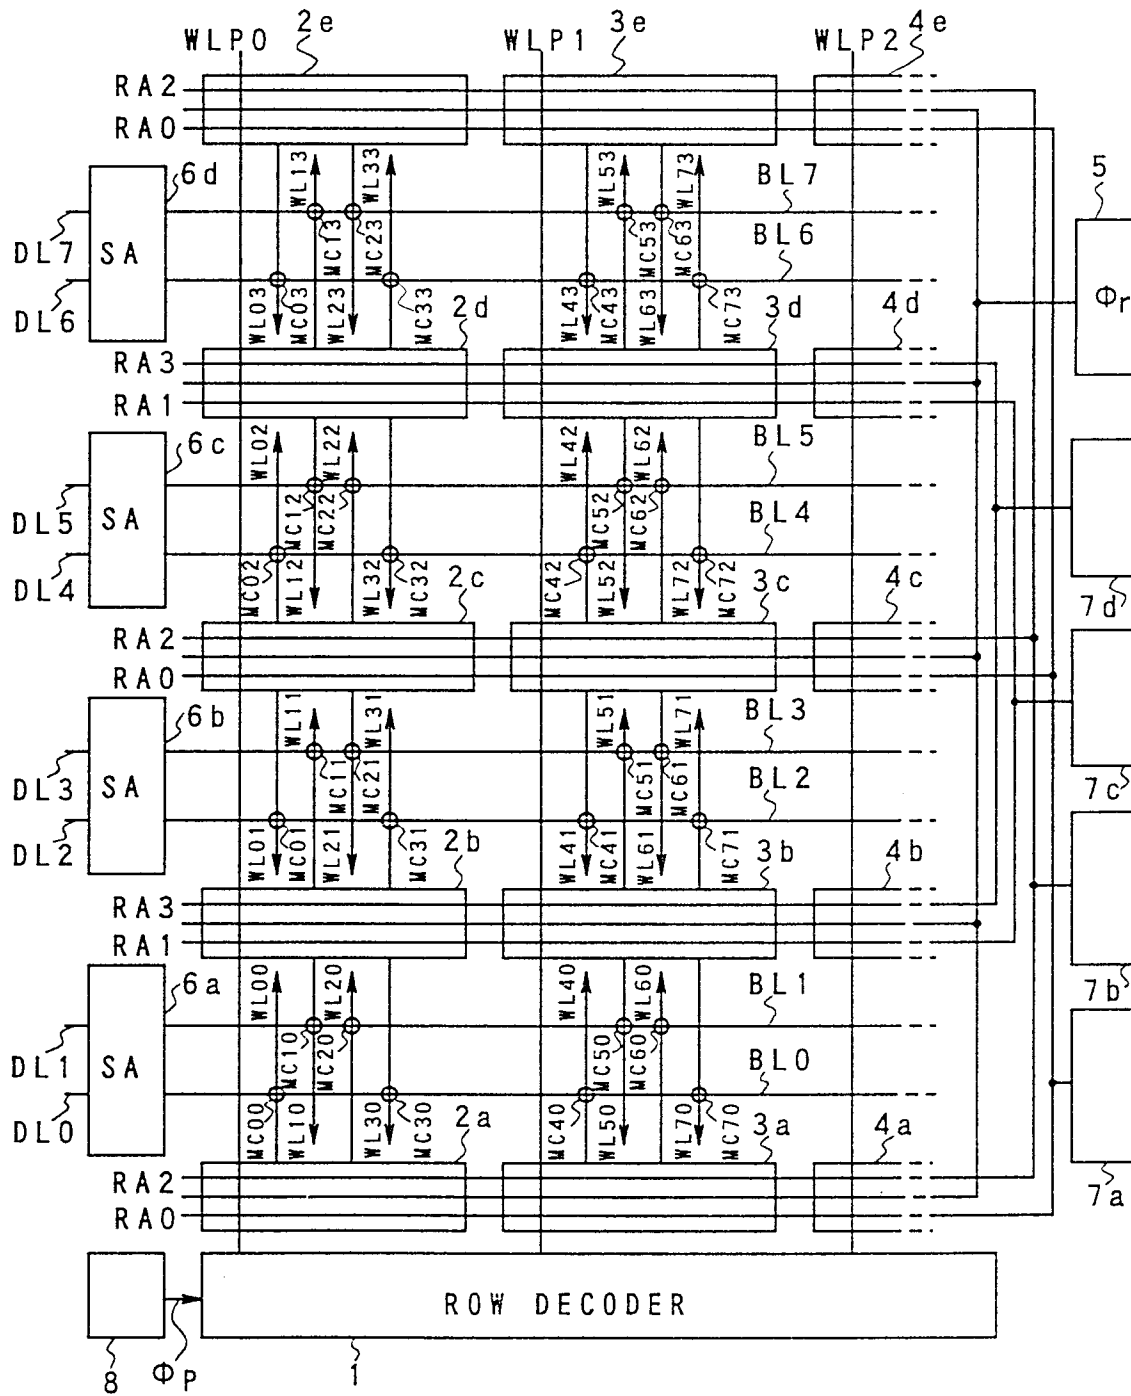 2e 3e 4e
WLP0 WLP1 WLP2
RA2
RA0
WL13 WL33 WL53 WL73
6d BL7 5
DL7 SA MC13 MC23 MC53 MC63 BL6
DL6 WL03 MC03 WL23 MC33 WL43 MC43 WL63 MC73 Φr
2d 3d 4d
RA3
RA1
6c WL02 WL22 WL42 WL62 BL5
DL5 SA MC12 MC22 MC52 MC62 BL4
DL4 MC02 WL12 WL32 MC32 MC42 WL52 WL72 MC72
2c 3c 4c 7d
RA2
RA0
6b WL11 WL31 WL51 WL71 BL3
DL3 SA MC11 MC21 MC51 MC61 BL2 7c
DL2 WL01 MC01 WL21 MC31 WL41 MC41 WL61 MC71
2b 3b 4b
RA3
RA1
6a WL00 WL20 WL40 WL60 BL1 7b
DL1 SA MC10 MC20 MC50 MC60 BL0
DL0 MC00 WL10 WL30 MC30 MC40 WL50 WL70 MC70
2a 3a 4a
RA2 7a
RA0
ROW DECODER
8 ΦP 1